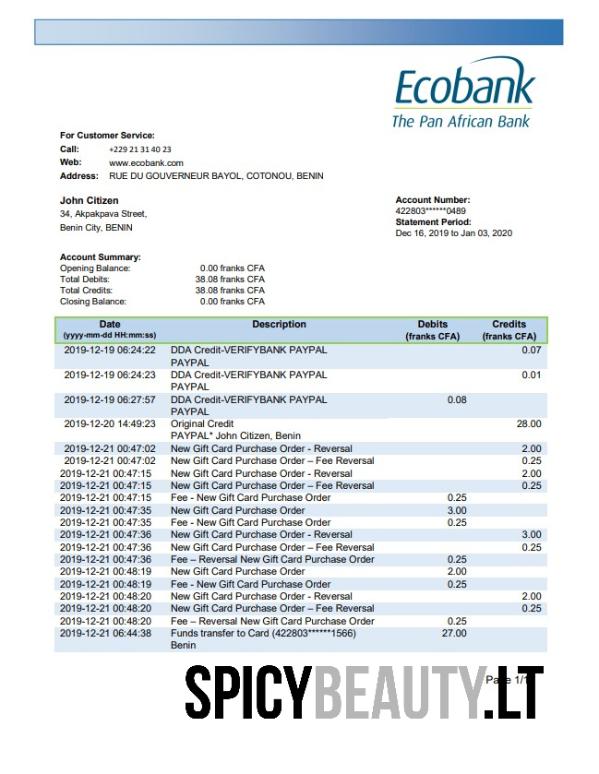 Ecobank
The Pan African Bank
For Customer Service:
Call: +229 21 31 40 23
Web: www.ecobank.com
Address: RUE DU GOUVERNEUR BAYOL, COTONOU, BENIN
John Citizen
34, Akpakpava Street,
Benin City, BENIN
Account Number:
422803******0489
Statement Period:
Dec 16, 2019 to Jan 03, 2020
Account Summary:
Opening Balance: 0.00 franks CFA
Total Debits: 38.08 franks CFA
Total Credits: 38.08 franks CFA
Closing Balance: 0.00 franks CFA
Date Description Debits Credits
(yyyy-mm-dd HH:mm:ss) (franks CFA) (franks CFA)
2019-12-19 06:24:22 DDA Credit-VERIFYBANK PAYPAL 0.07
PAYPAL
2019-12-19 06:24:23 DDA Credit-VERIFYBANK PAYPAL 0.01
PAYPAL
2019-12-19 06:27:57 DDA Credit-VERIFYBANK PAYPAL 0.08
PAYPAL
2019-12-20 14:49:23 Original Credit 28.00
PAYPAL* John Citizen, Benin
2019-12-21 00:47:02 New Gift Card Purchase Order - Reversal 2.00
2019-12-21 00:47:02 New Gift Card Purchase Order – Fee Reversal 0.25
2019-12-21 00:47:15 New Gift Card Purchase Order - Reversal 2.00
2019-12-21 00:47:15 New Gift Card Purchase Order – Fee Reversal 0.25
2019-12-21 00:47:15 Fee - New Gift Card Purchase Order 0.25
2019-12-21 00:47:35 New Gift Card Purchase Order 3.00
2019-12-21 00:47:35 Fee - New Gift Card Purchase Order 0.25
2019-12-21 00:47:36 New Gift Card Purchase Order - Reversal 3.00
2019-12-21 00:47:36 New Gift Card Purchase Order – Fee Reversal 0.25
2019-12-21 00:47:36 Fee – Reversal New Gift Card Purchase Order 0.25
2019-12-21 00:48:19 New Gift Card Purchase Order 2.00
2019-12-21 00:48:19 Fee - New Gift Card Purchase Order 0.25
2019-12-21 00:48:20 New Gift Card Purchase Order - Reversal 2.00
2019-12-21 00:48:20 New Gift Card Purchase Order – Fee Reversal 0.25
2019-12-21 00:48:20 Fee – Reversal New Gift Card Purchase Order 0.25
2019-12-21 06:44:38 Funds transfer to Card (422803******1566) 27.00
Benin
Page 1/1
SPICYBEAUTY.LT